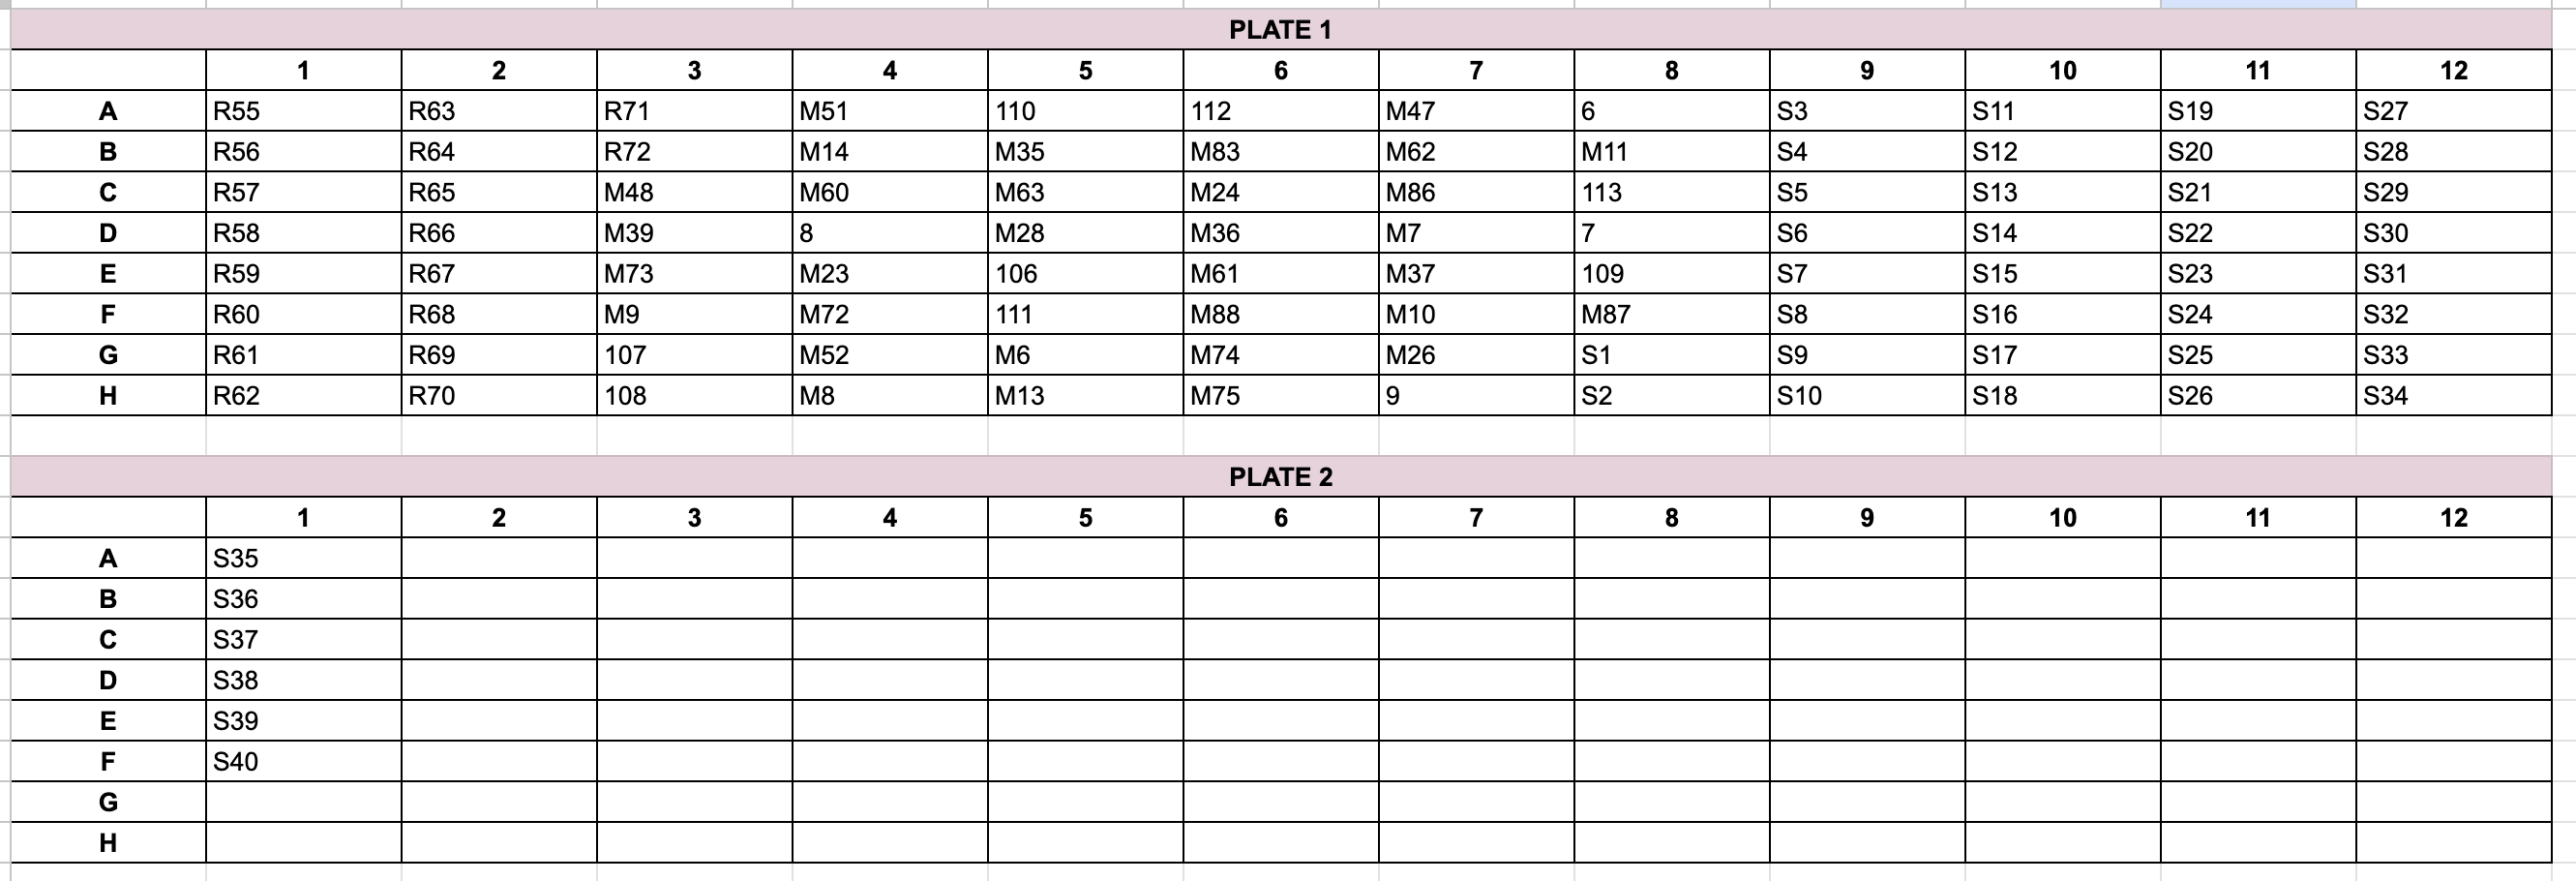 PLATE 1
1 2 3 4 5 6 7 8 9 10 11 12
A R55 R63 R71 M51 110 112 M47 6 S3 S11 S19 S27
B R56 R64 R72 M14 M35 M83 M62 M11 S4 S12 S20 S28
C R57 R65 M48 M60 M63 M24 M86 113 S5 S13 S21 S29
D R58 R66 M39 8 M28 M36 M7 7 S6 S14 S22 S30
E R59 R67 M73 M23 106 M61 M37 109 S7 S15 S23 S31
F R60 R68 M9 M72 111 M88 M10 M87 S8 S16 S24 S32
G R61 R69 107 M52 M6 M74 M26 S1 S9 S17 S25 S33
H R62 R70 108 M8 M13 M75 9 S2 S10 S18 S26 S34
PLATE 2
1 2 3 4 5 6 7 8 9 10 11 12
A S35
B S36
C S37
D S38
E S39
F S40
G
H